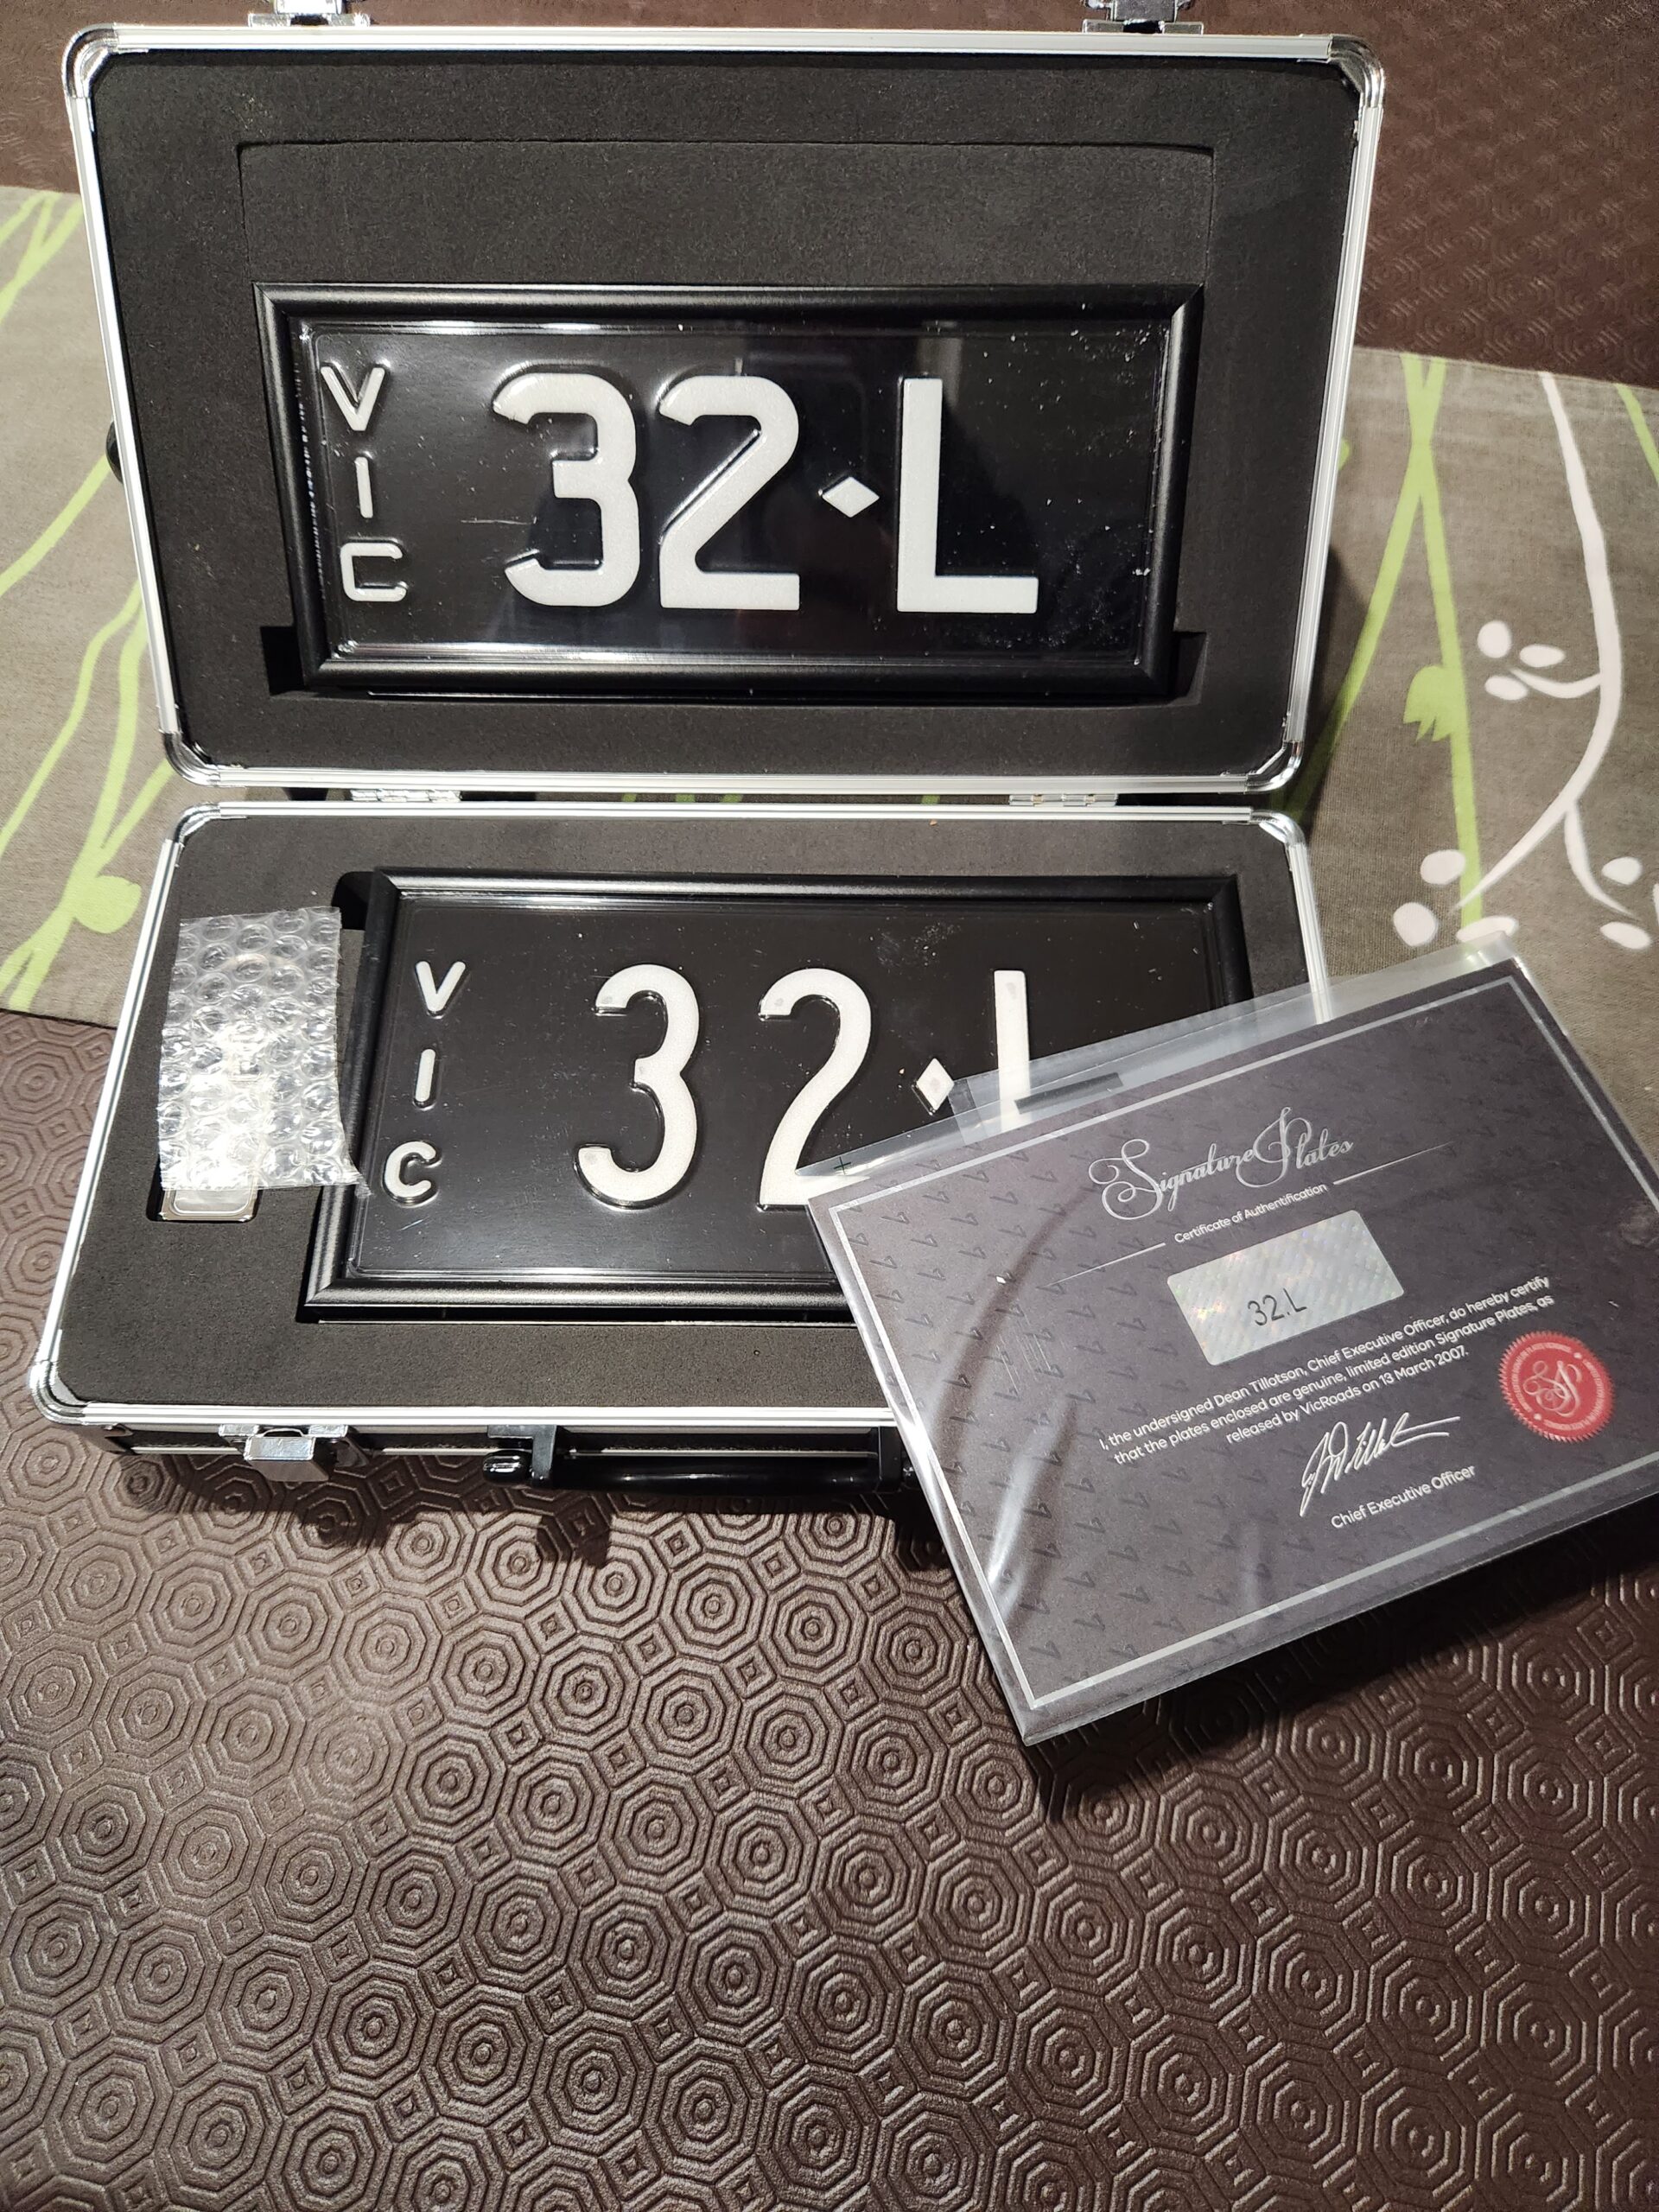 VIC
32♦L
VIC
32♦L
Signature Plates
Certificate of Authentification
32.L
I, the undersigned Dean Tillotson, Chief Executive Officer, do hereby certify
that the plates enclosed are genuine, limited edition Signature Plates, as
released by VicRoads on 13 March 2007.
Chief Executive Officer
SP